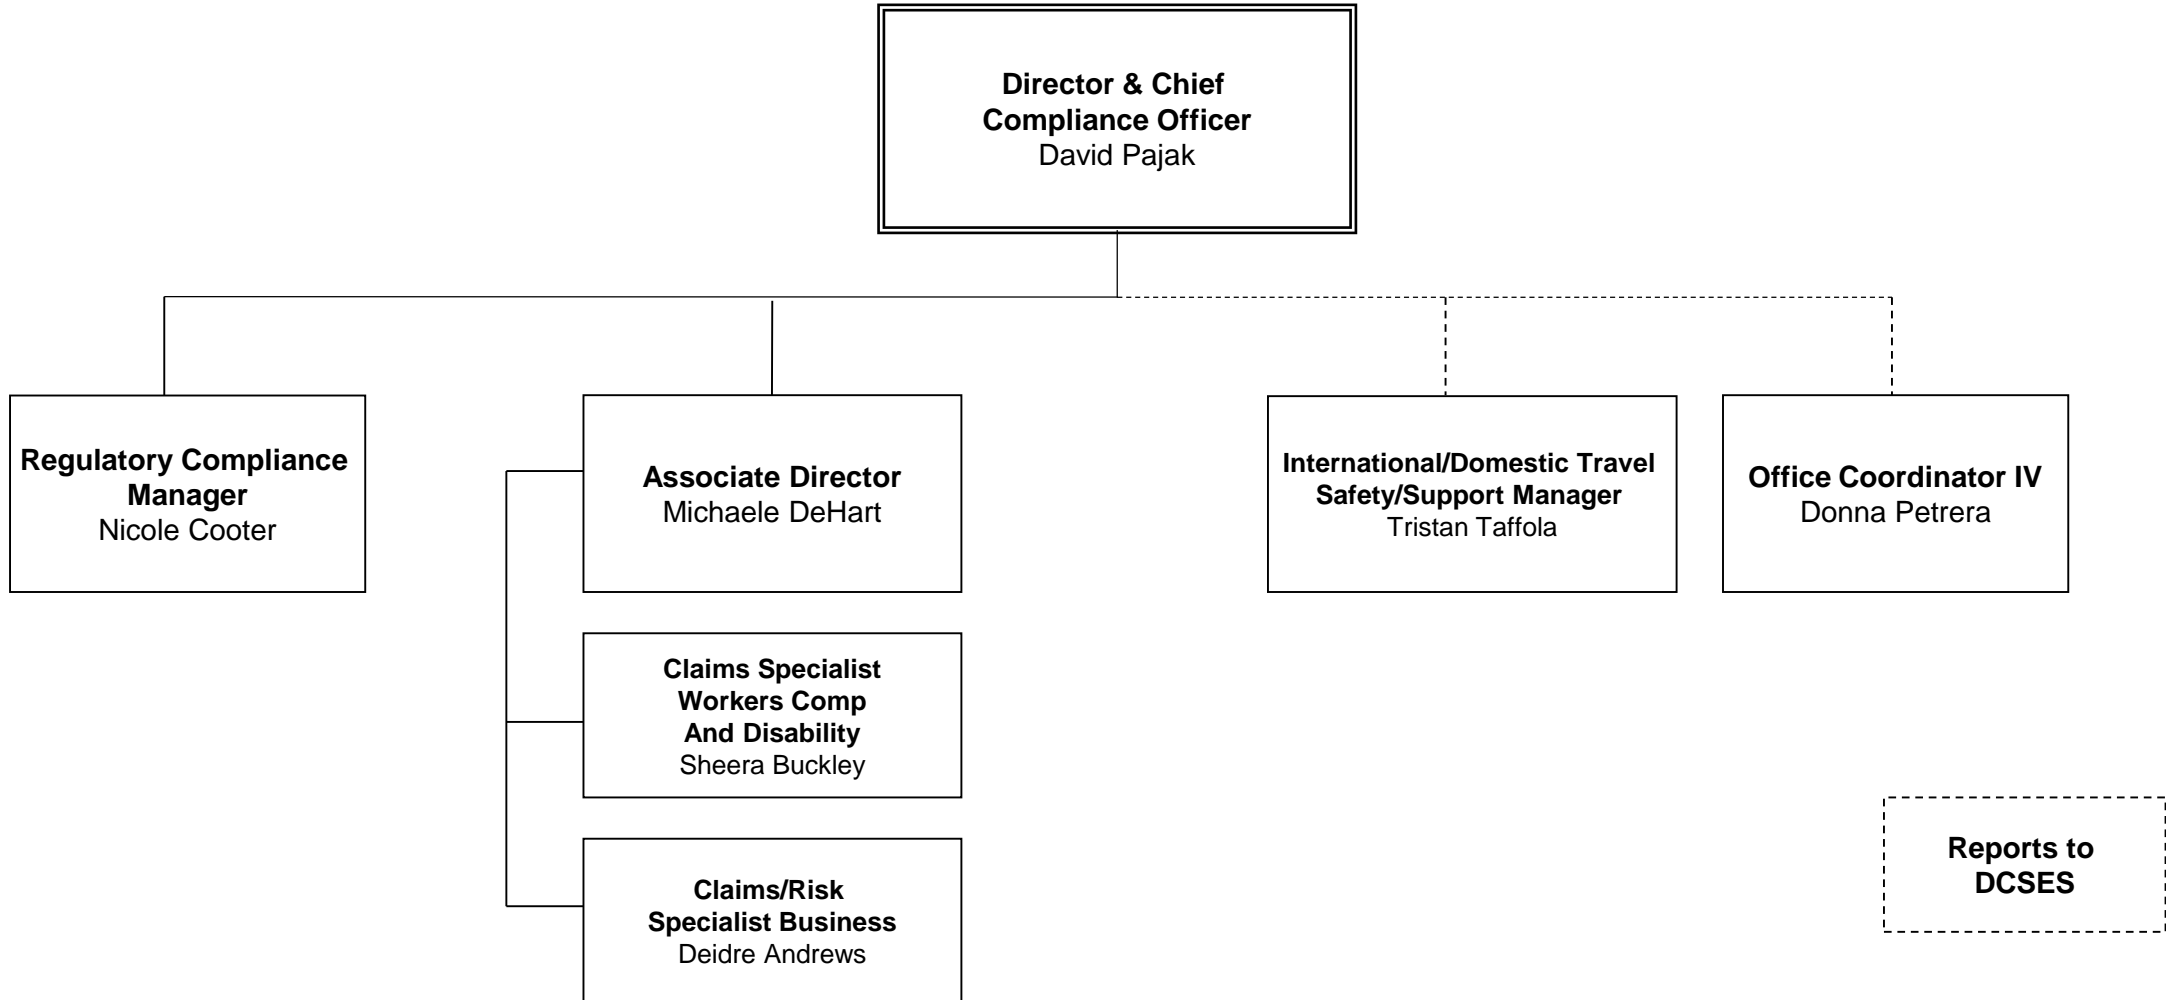 Director & Chief
Compliance Officer
David Pajak
Regulatory Compliance
Manager
Nicole Cooter
Associate Director
Michaele DeHart
International/Domestic Travel
Safety/Support Manager
Tristan Taffola
Office Coordinator IV
Donna Petrera
Claims Specialist
Workers Comp
And Disability
Sheera Buckley
Claims/Risk
Specialist Business
Deidre Andrews
Reports to
DCSES